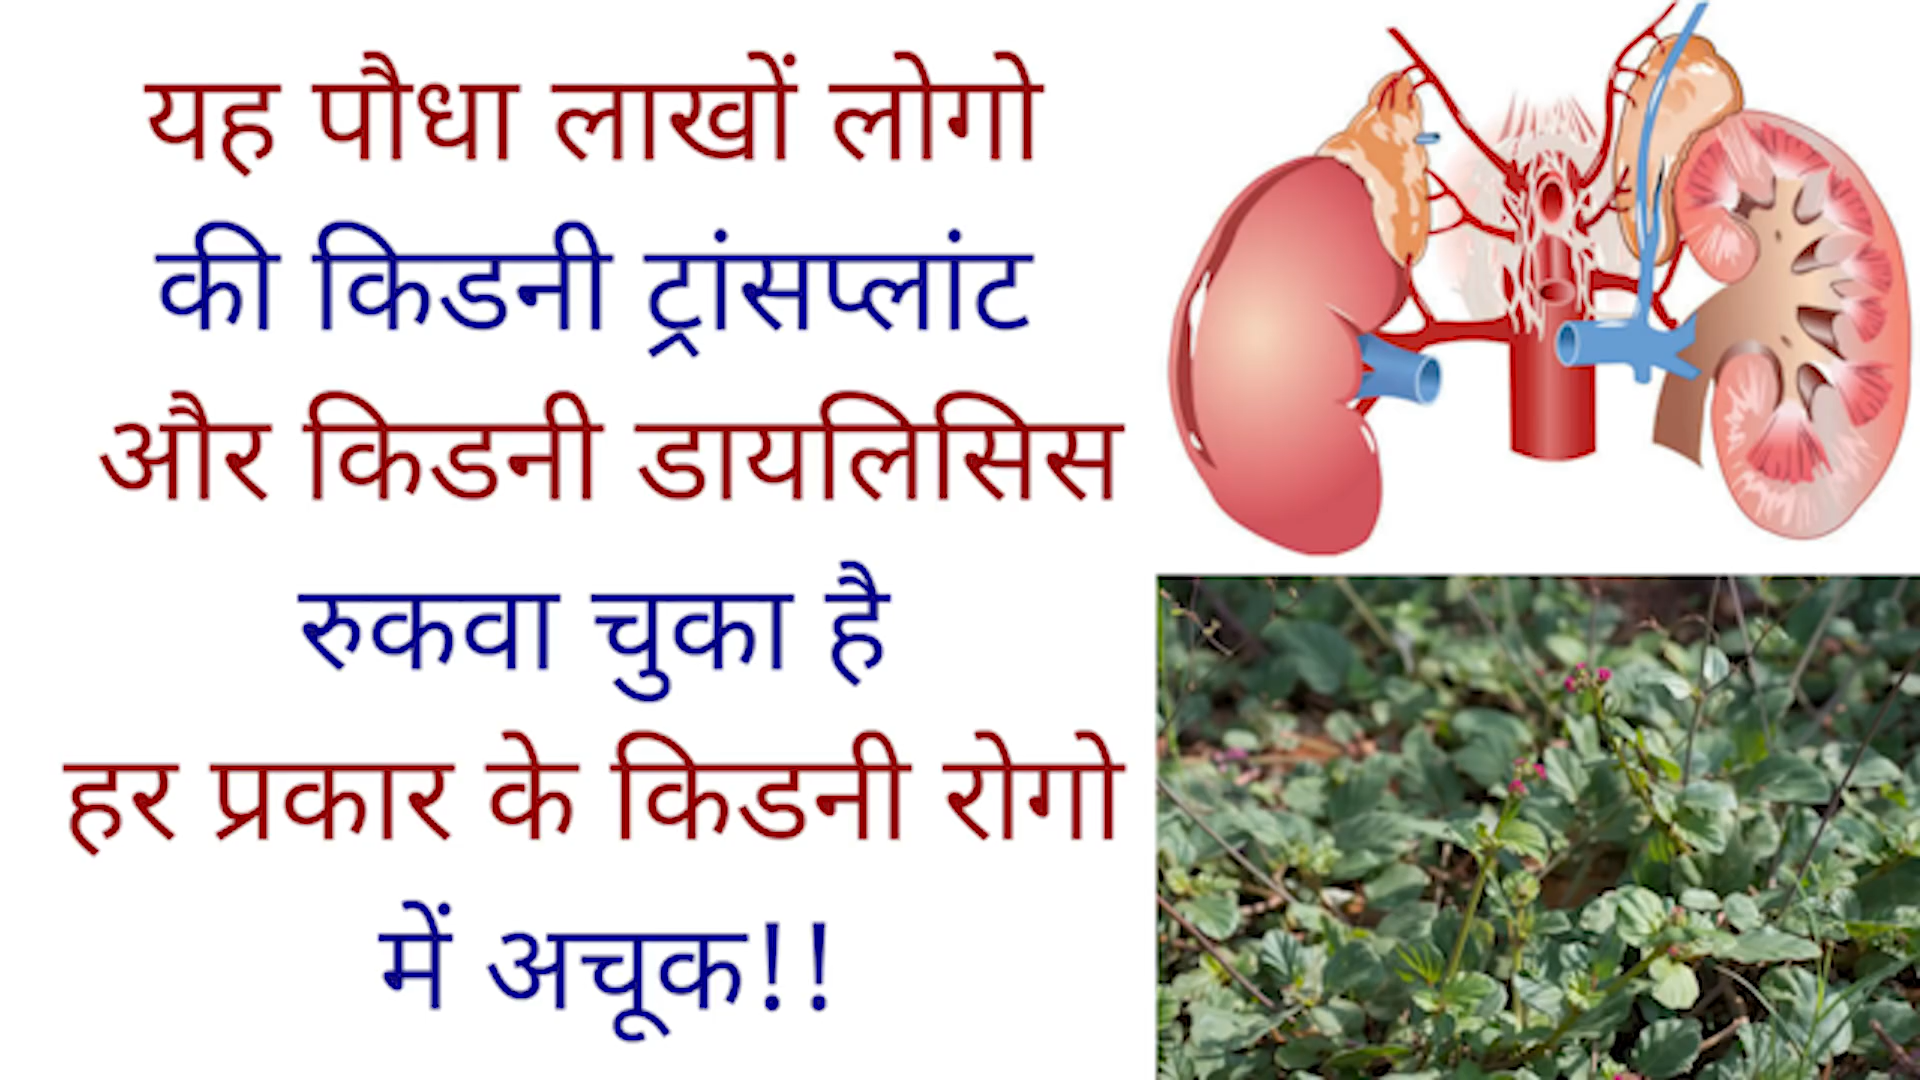 यह पौधा लाखों लोगो
की किडनी ट्रांसप्लांट
और किडनी डायलिसिस
रुकवा चुका है
हर प्रकार के किडनी रोगो
में अचूक!!